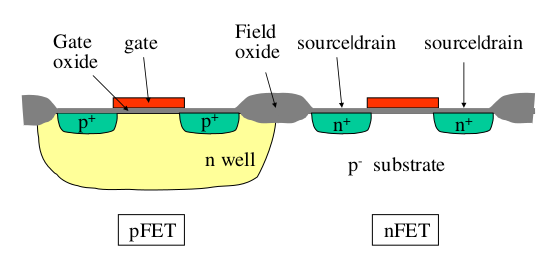 Gate
oxide
gate
Field
oxide
source|drain
source|drain
p+
p+
n+
n+
n well
p- substrate
pFET
nFET